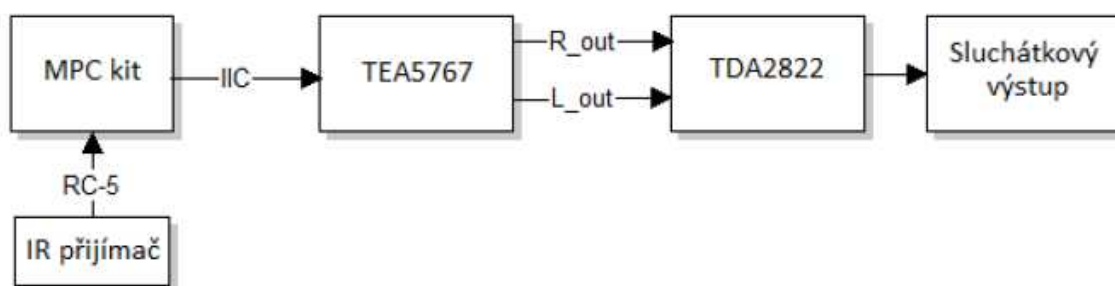 MPC kit
IIC
TEA5767
R_out
L_out
TDA2822
Sluchátkový
výstup
RC-5
IR přijímač